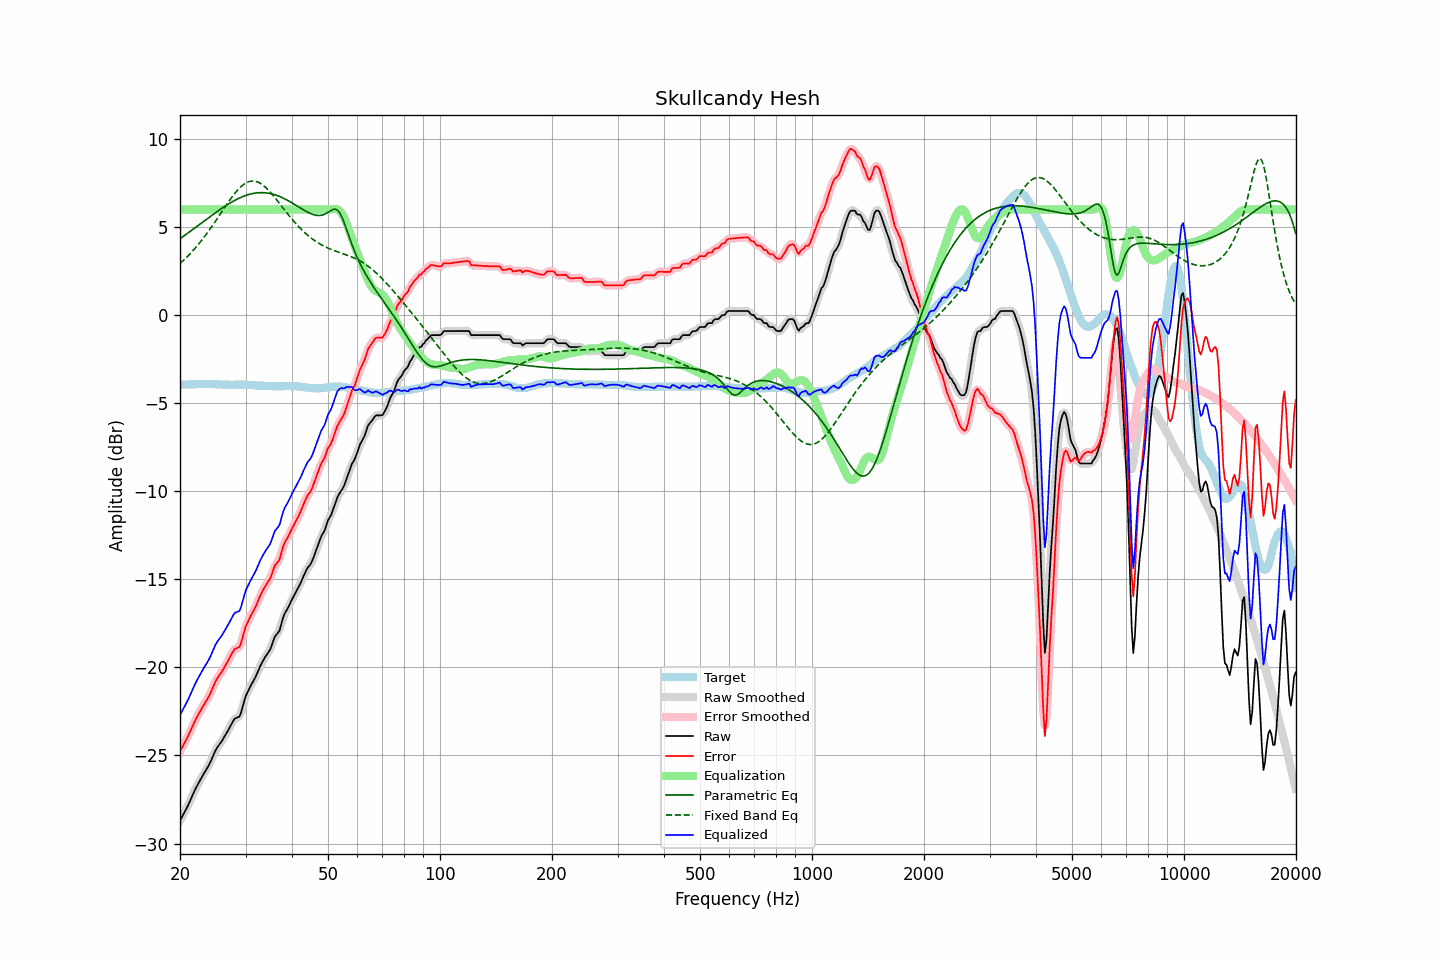 Skullcandy Hesh
Amplitude (dBr)
10
5
0
−5
−10
−15
−20
−25
−30
Target
Raw Smoothed
Error Smoothed
Raw
Error
Equalization
Parametric Eq
Fixed Band Eq
Equalized
20 50 100 200 500 1000 2000 5000 10000 20000
Frequency (Hz)